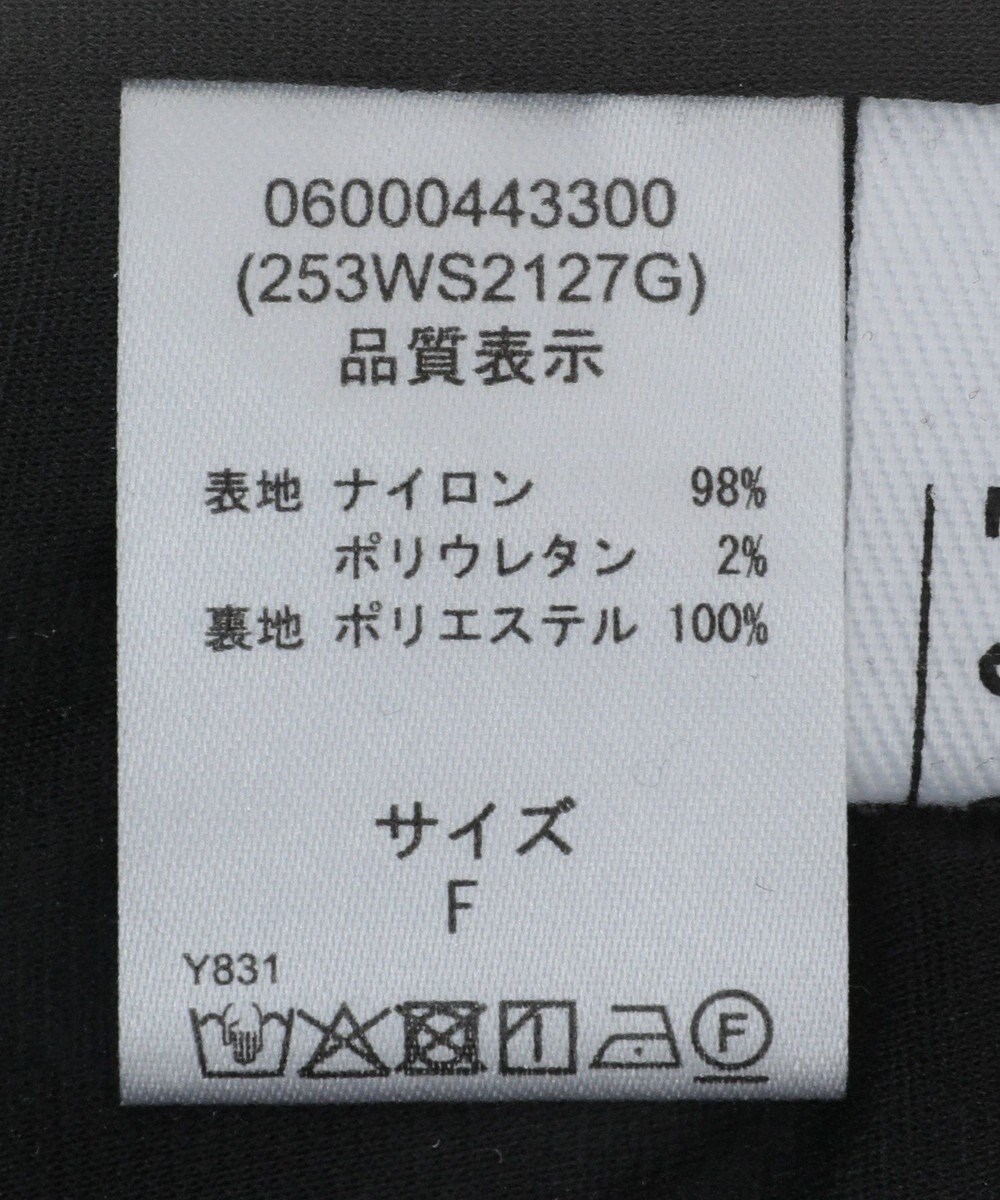 06000443300
(253WS2127G)
品質表示
表地 ナイロン 98%
ポリウレタン 2%
裏地 ポリエステル 100%
サイズ
F
Y831
F